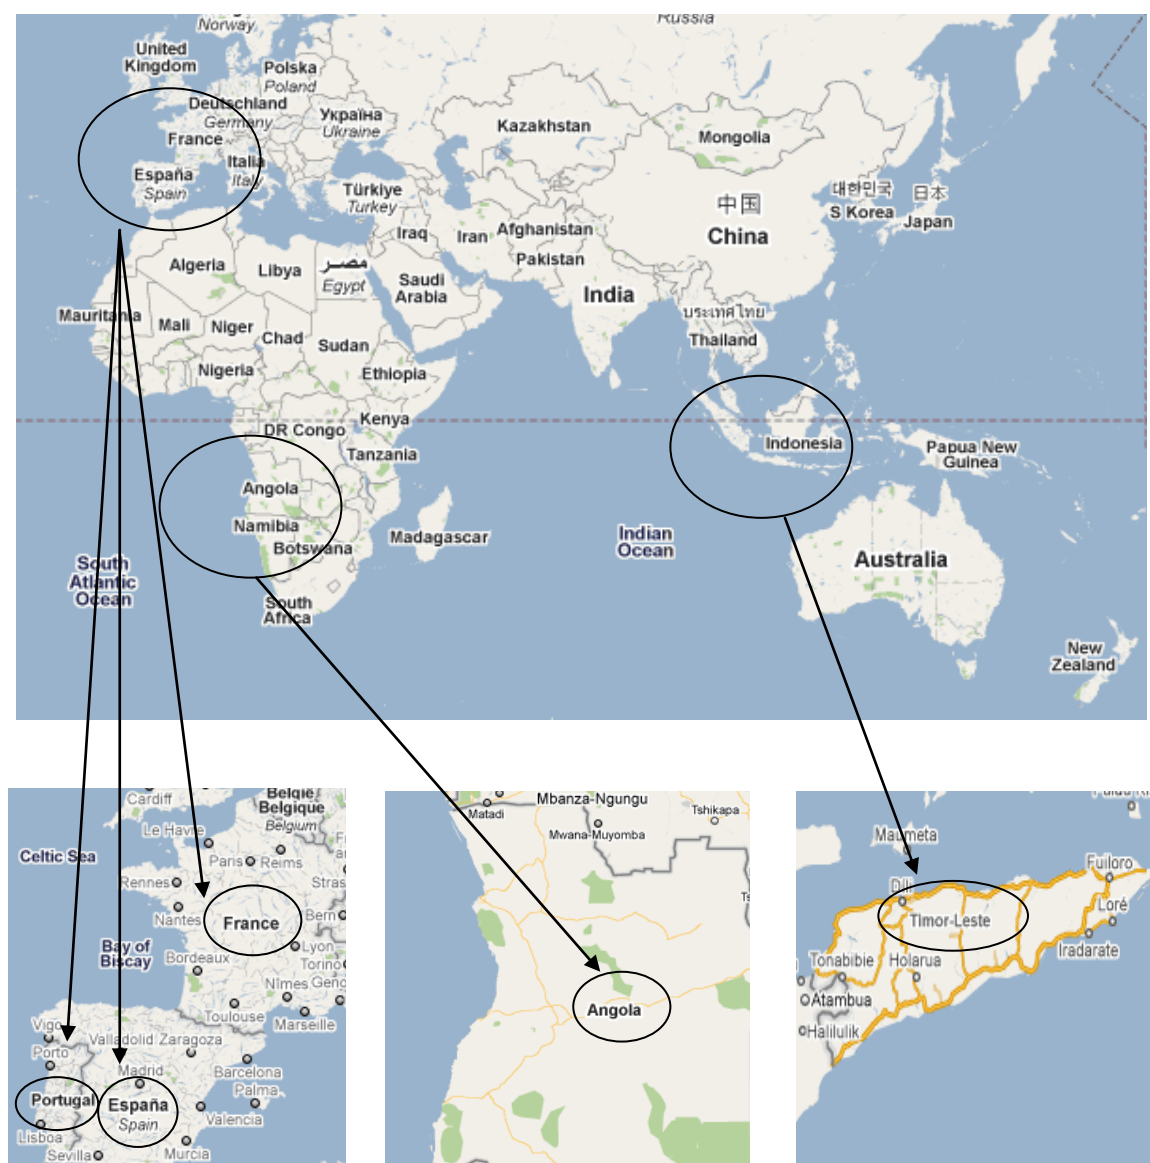 Russia
Norway
United
Kingdom
Polska
Poland
Deutschland
Germany
Україна
Ukraine
France
Kazakhstan
Mongolia
España
Spain
Italia
Italy
Türkiye
Turkey
中国
China
대한민국
S Korea
日本
Japan
Iraq
Iran
Afghanistan
Pakistan
Algeria
Libya
مصر
Egypt
Saudi
Arabia
India
Mauritania
Mali
Niger
Chad
Sudan
ประเทศไทย
Thailand
Nigeria
Ethiopia
Kenya
DR Congo
Tanzania
Indonesia
Papua New
Guinea
Angola
Namibia
Botswana
Madagascar
Indian
Ocean
Australia
South
Atlantic
Ocean
South
Africa
New
Zealand
Cardiff
België
Belgique
Belgium
Le Havre
Celtic Sea
Paris
Reims
Rennes
Stras
Nantes
France
Bern
Bay of
Biscay
Lyon
Bordeaux
Torino
Nîmes
Geno
Toulouse
Marseille
Vigo
Valladolid
Zaragoza
Porto
Madrid
Barcelona
Palma
Portugal
España
Spain
Valencia
Lisboa
Sevilla
Murcia
Matadi
Mbanza-Ngungu
Tshikapa
Mwana-Muyomba
Ts
Angola
Maumeta
Fuiloro
Dili
Timor-Leste
Loré
Iradarate
Tonabibie
Holarua
Atambua
Halilulik